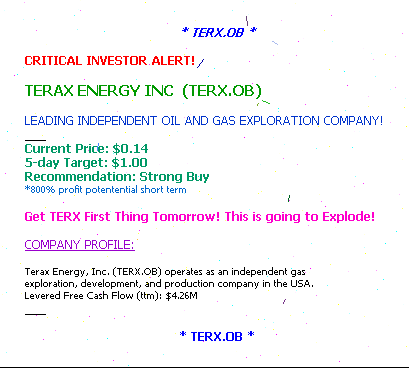 * TERX.OB *
CRITICAL INVESTOR ALERT!
TERAX ENERGY INC (TERX.OB)
LEADING INDEPENDENT OIL AND GAS EXPLORATION COMPANY!
Current Price: $0.14
5-day Target: $1.00
Recommendation: Strong Buy
*800% profit potentential short term
Get TERX First Thing Tomorrow! This is going to Explode!
COMPANY PROFILE:
Terax Energy, Inc. (TERX.OB) operates as an independent gas
exploration, development, and production company in the USA.
Levered Free Cash Flow (ttm): $4.26M
* TERX.OB *